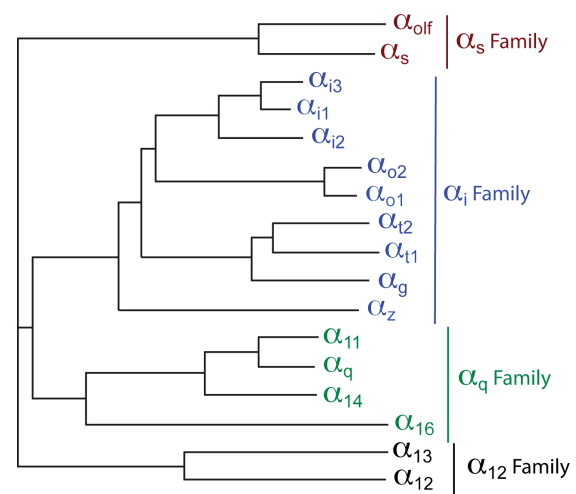 αolf
αs
αs Family
αi3
αi1
αi2
αo2
αo1
αi Family
αt2
αt1
αg
αz
α11
αq
αq Family
α14
α16
α13
α12
α12 Family